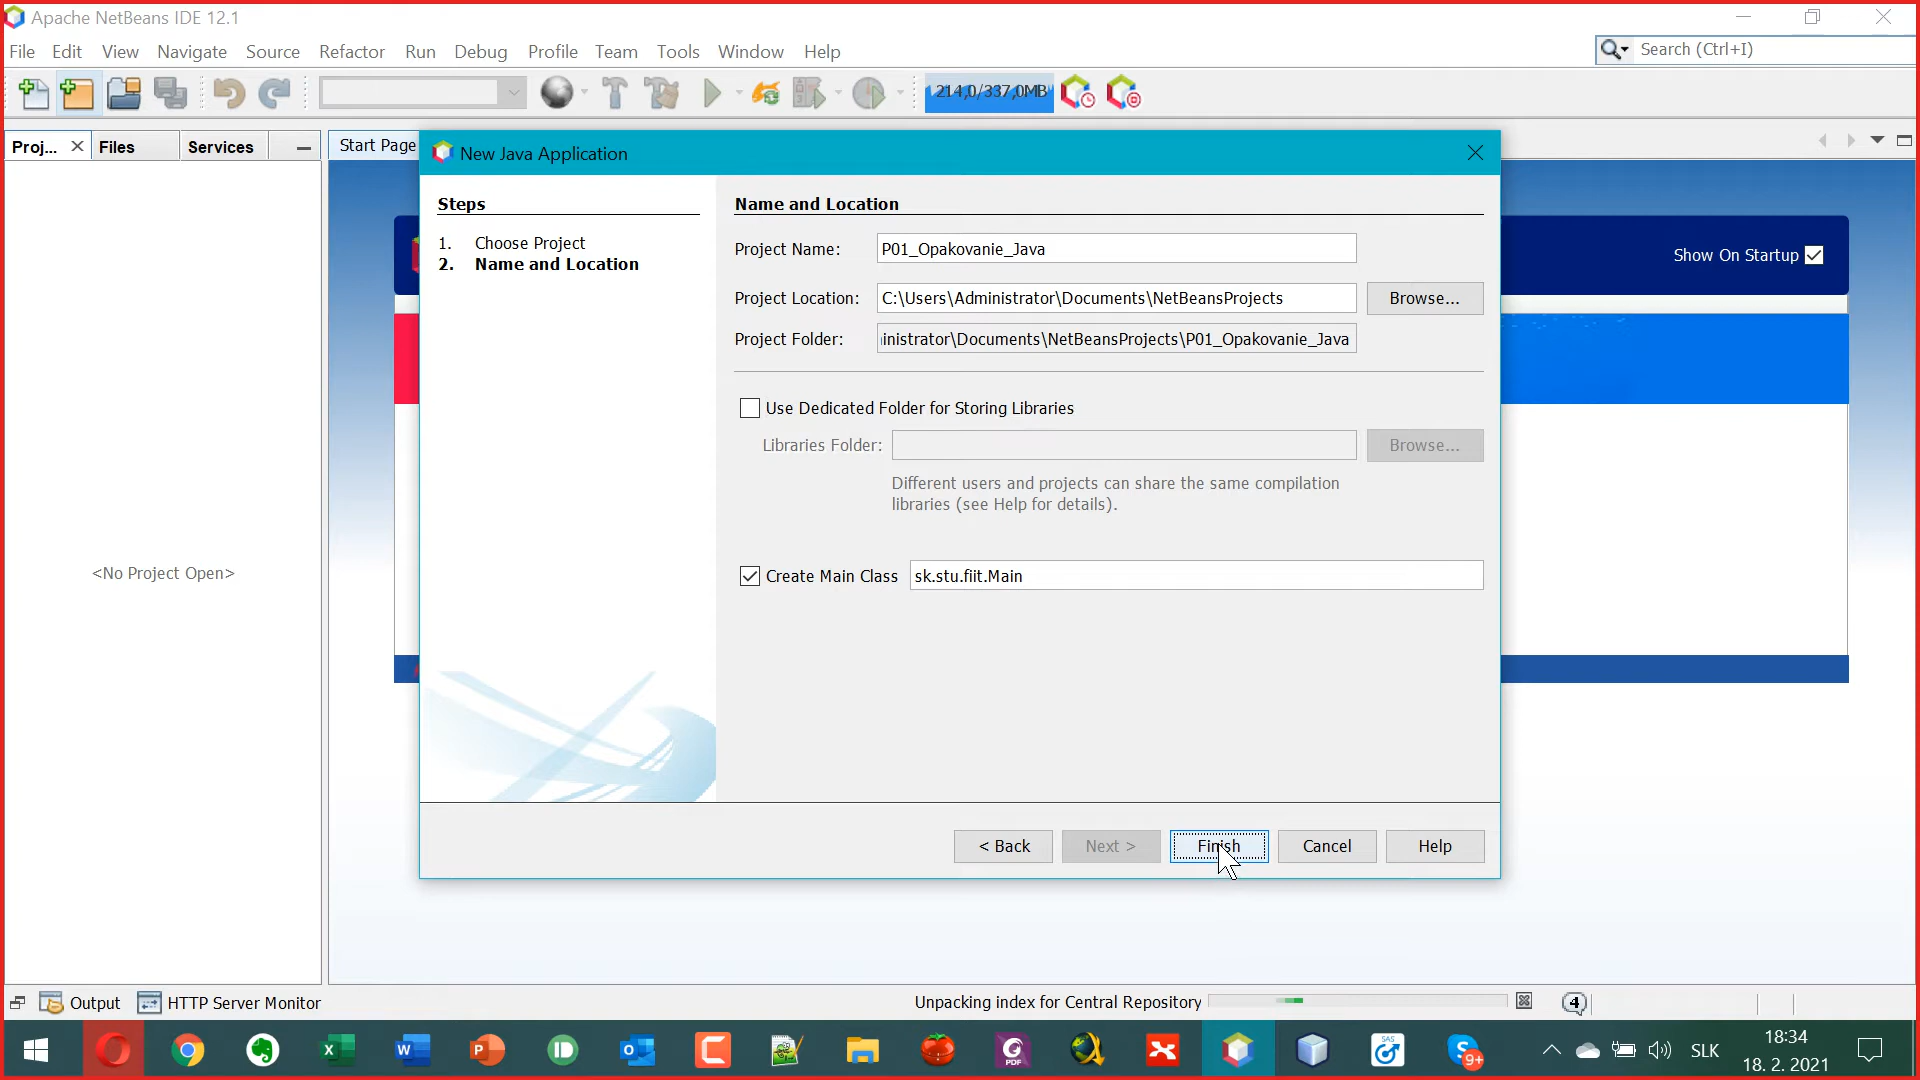 Apache NetBeans IDE 12.1
File Edit View Navigate Source Refactor Run Debug Profile Team Tools Window Help
Search (Ctrl+I)
214,0/337,0MB
Proj... Files Services
Start Page
New Java Application
Steps
1. Choose Project
2. Name and Location
Name and Location
Project Name: P01_Opakovanie_Java
Project Location: C:\Users\Administrator\Documents\NetBeansProjects Browse...
Project Folder: inistrator\Documents\NetBeansProjects\P01_Opakovanie_Java
Use Dedicated Folder for Storing Libraries
Libraries Folder: Browse...
Different users and projects can share the same compilation
libraries (see Help for details).
Create Main Class sk.stu.fiit.Main
Show On Startup
<No Project Open>
< Back Next > Finish Cancel Help
Output HTTP Server Monitor
Unpacking index for Central Repository
4
9+
SLK
18:34
18. 2. 2021